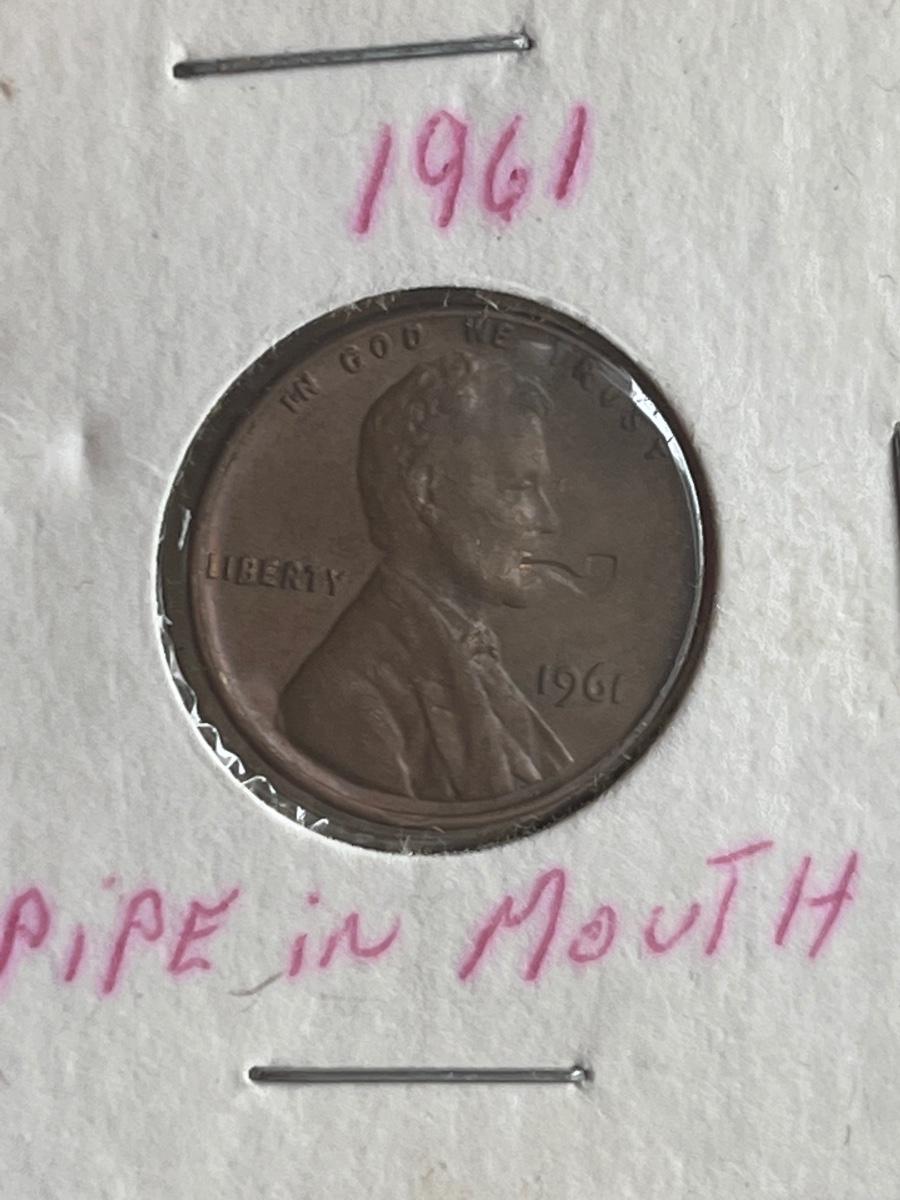 1961
IN GOD WE TRUST
LIBERTY
1961
PiPE iN MOUTH